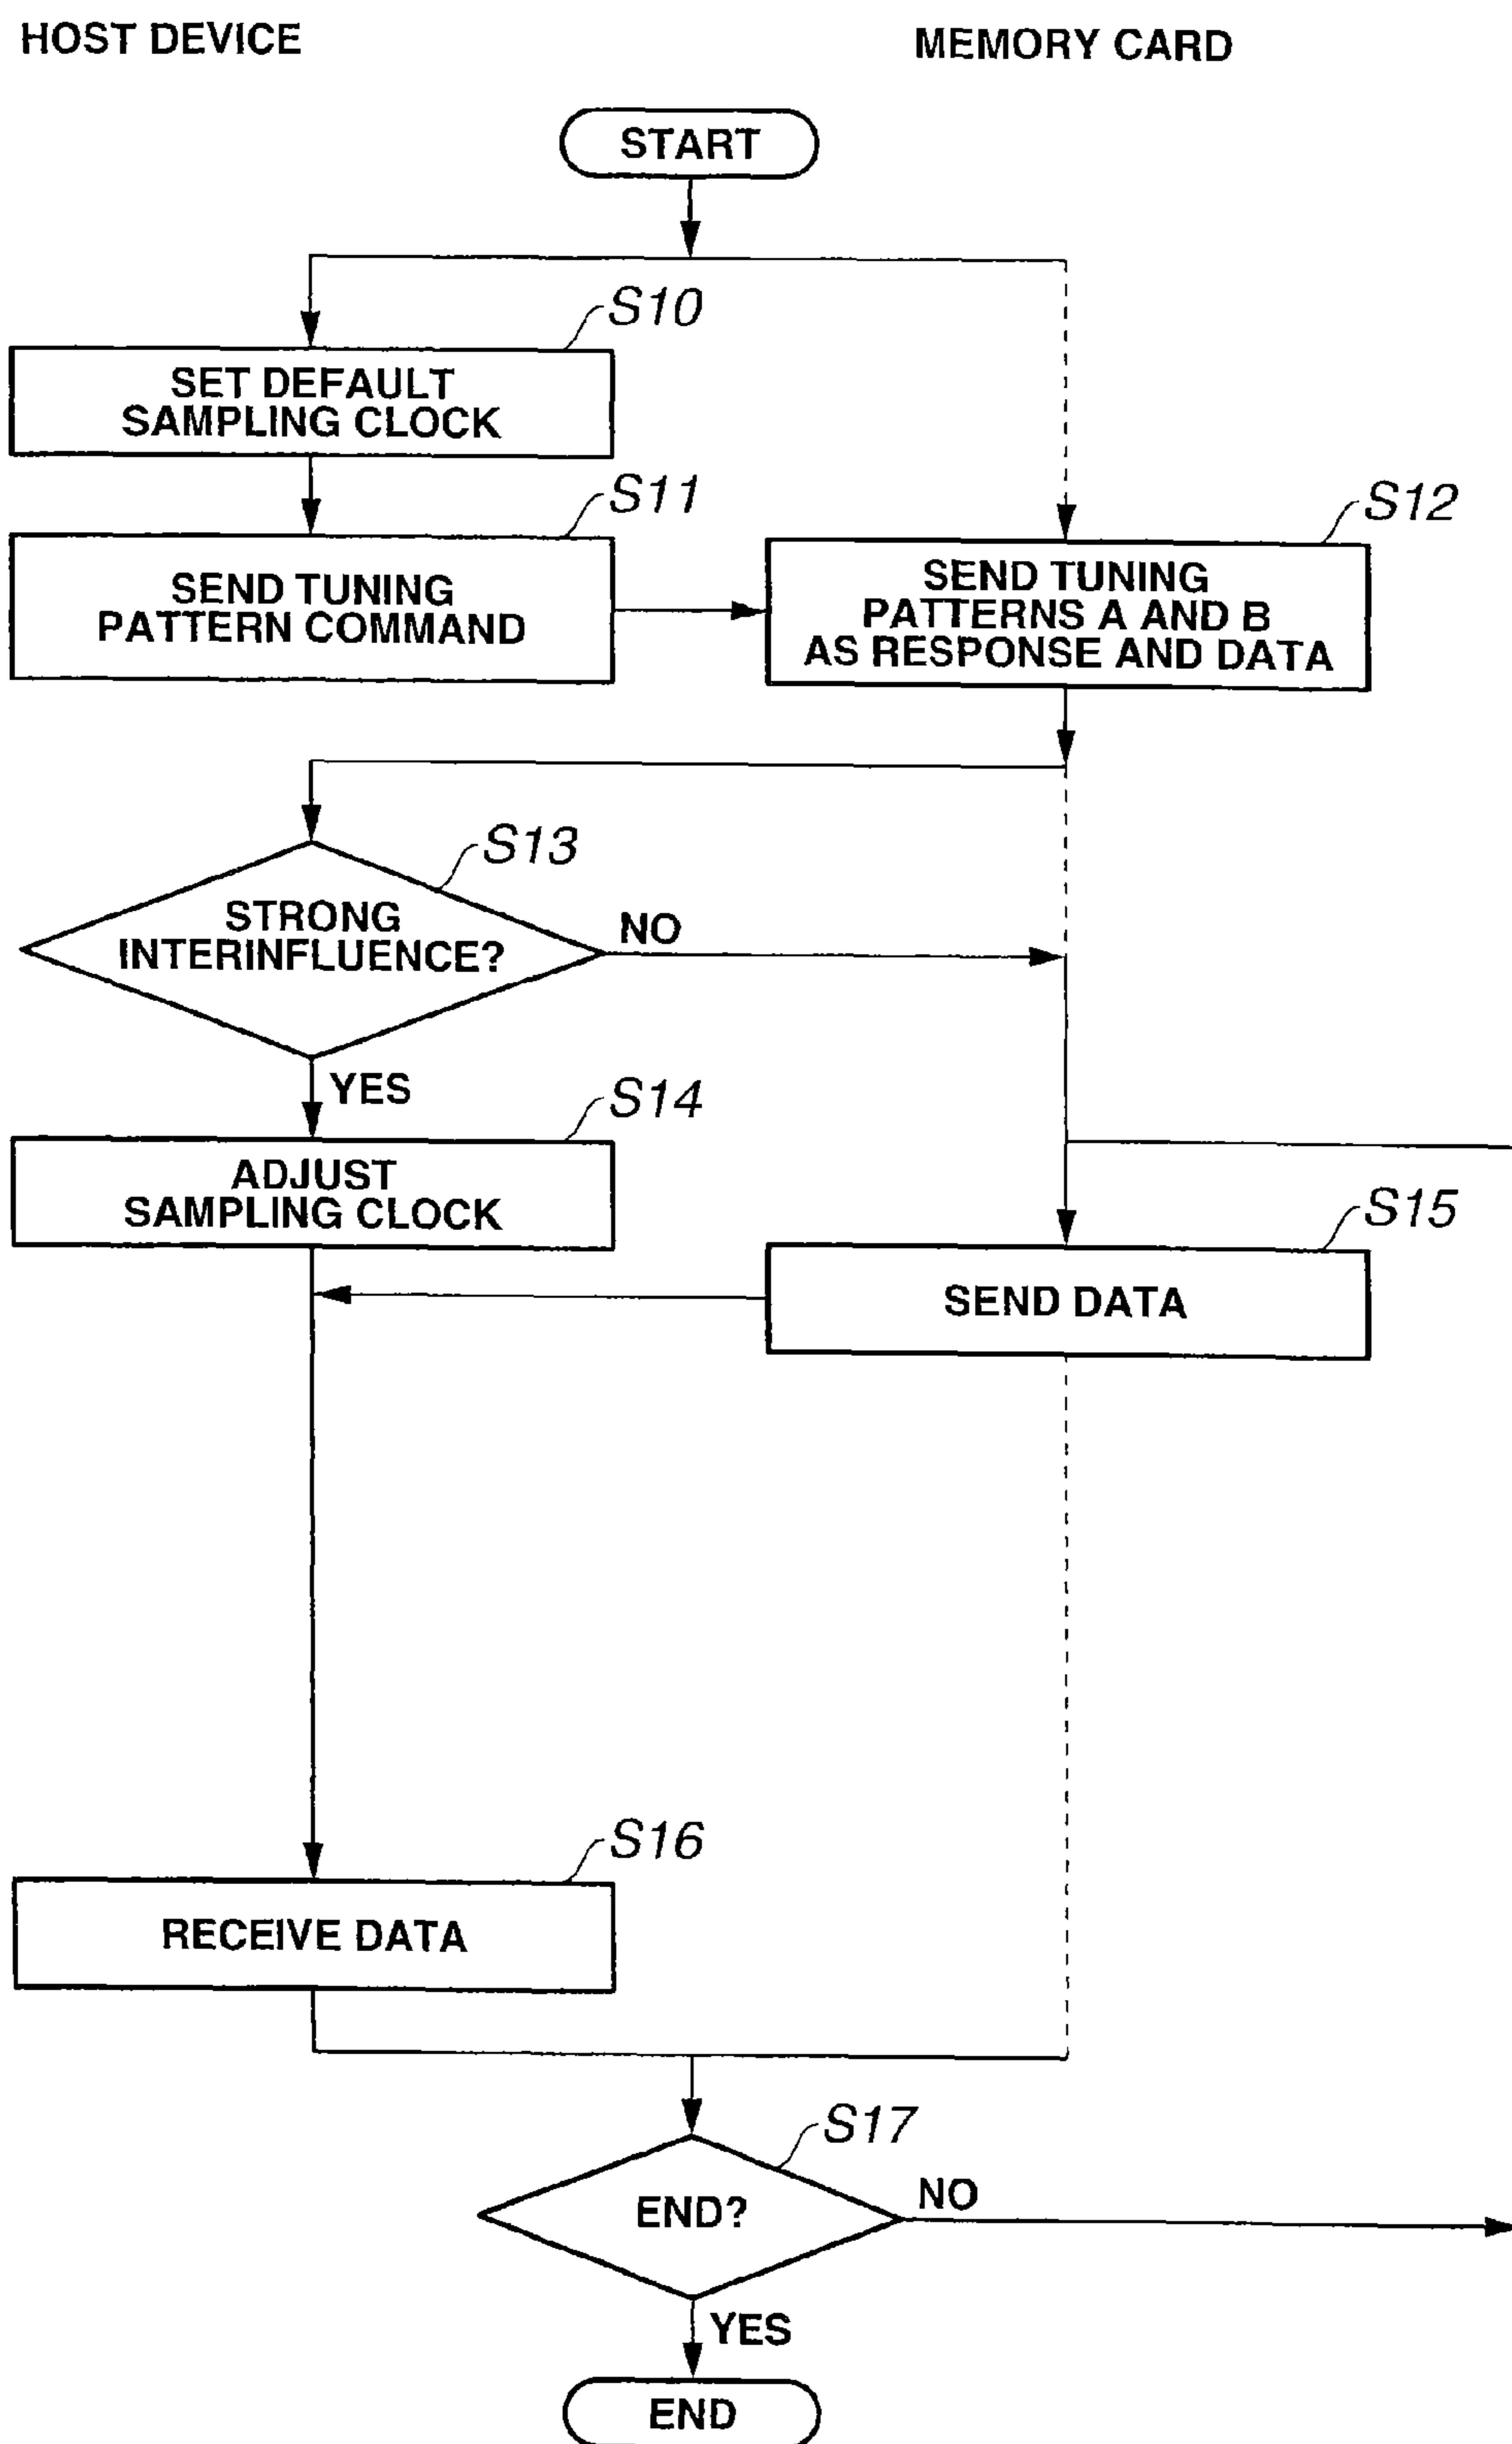 HOST DEVICE
MEMORY CARD
START
S10
SET DEFAULT
SAMPLING CLOCK
S11
SEND TUNING
PATTERN COMMAND
S12
SEND TUNING
PATTERNS A AND B
AS RESPONSE AND DATA
S13
STRONG
INTERINFLUENCE?
NO
YES
S14
ADJUST
SAMPLING CLOCK
S15
SEND DATA
S16
RECEIVE DATA
S17
END?
NO
YES
END